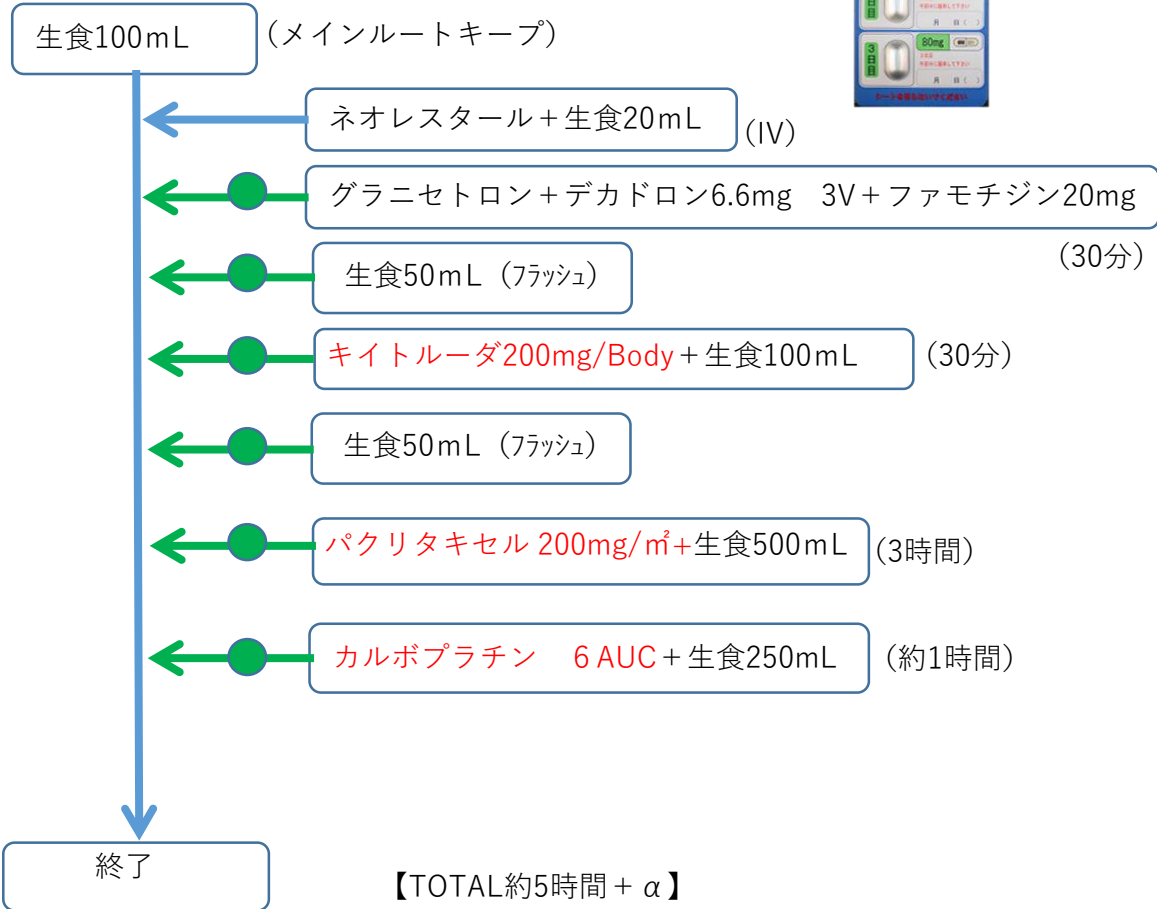 生食100mL
(メインルートキープ)
目
月 日( )
3日目
80mg
月 日( )
ネオレスタール+生食20mL
(IV)
グラニセトロン+デカドロン6.6mg 3V+ファモチジン20mg
(30分)
生食50mL (ﾌﾗｯｼｭ)
キイトルーダ200mg/Body+生食100mL
(30分)
生食50mL (ﾌﾗｯｼｭ)
パクリタキセル 200mg/㎡+生食500mL
(3時間)
カルボプラチン 6 AUC+生食250mL
(約1時間)
終了
【TOTAL約5時間+α】